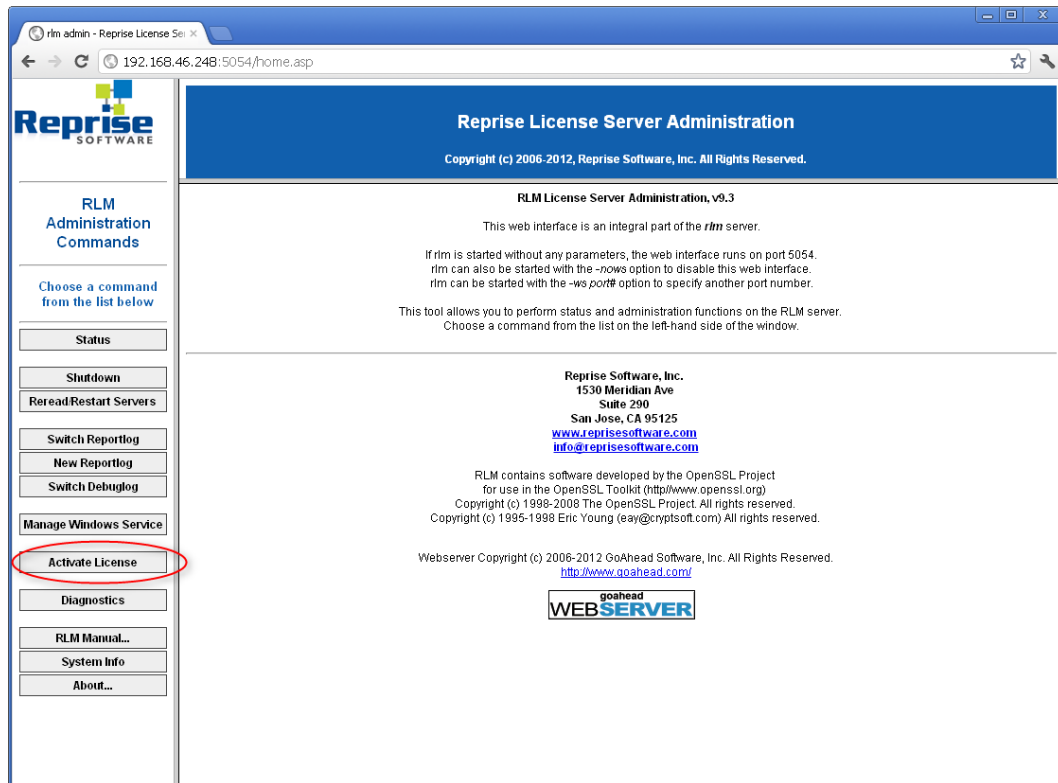 rlm admin - Reprise License Ser
192.168.46.248:5054/home.asp
Reprise
SOFTWARE
RLM
Administration
Commands
Choose a command
from the list below
Status
Shutdown
Reread/Restart Servers
Switch Reportlog
New Reportlog
Switch Debuglog
Manage Windows Service
Activate License
Diagnostics
RLM Manual...
System Info
About...
Reprise License Server Administration
Copyright (c) 2006-2012, Reprise Software, Inc. All Rights Reserved.
RLM License Server Administration, v9.3
This web interface is an integral part of the rlm server.
If rlm is started without any parameters, the web interface runs on port 5054.
rlm can also be started with the -nows option to disable this web interface.
rlm can be started with the -ws port# option to specify another port number.
This tool allows you to perform status and administration functions on the RLM server.
Choose a command from the list on the left-hand side of the window.
Reprise Software, Inc.
1530 Meridian Ave
Suite 290
San Jose, CA 95125
www.reprisesoftware.com
info@reprisesoftware.com
RLM contains software developed by the OpenSSL Project
for use in the OpenSSL Toolkit (http//www.openssl.org)
Copyright (c) 1998-2008 The OpenSSL Project. All rights reserved.
Copyright (c) 1995-1998 Eric Young (eay@cryptsoft.com) All rights reserved.
Webserver Copyright (c) 2006-2012 GoAhead Software, Inc. All Rights Reserved.
http://www.goahead.com/
goahead
WEBSERVER